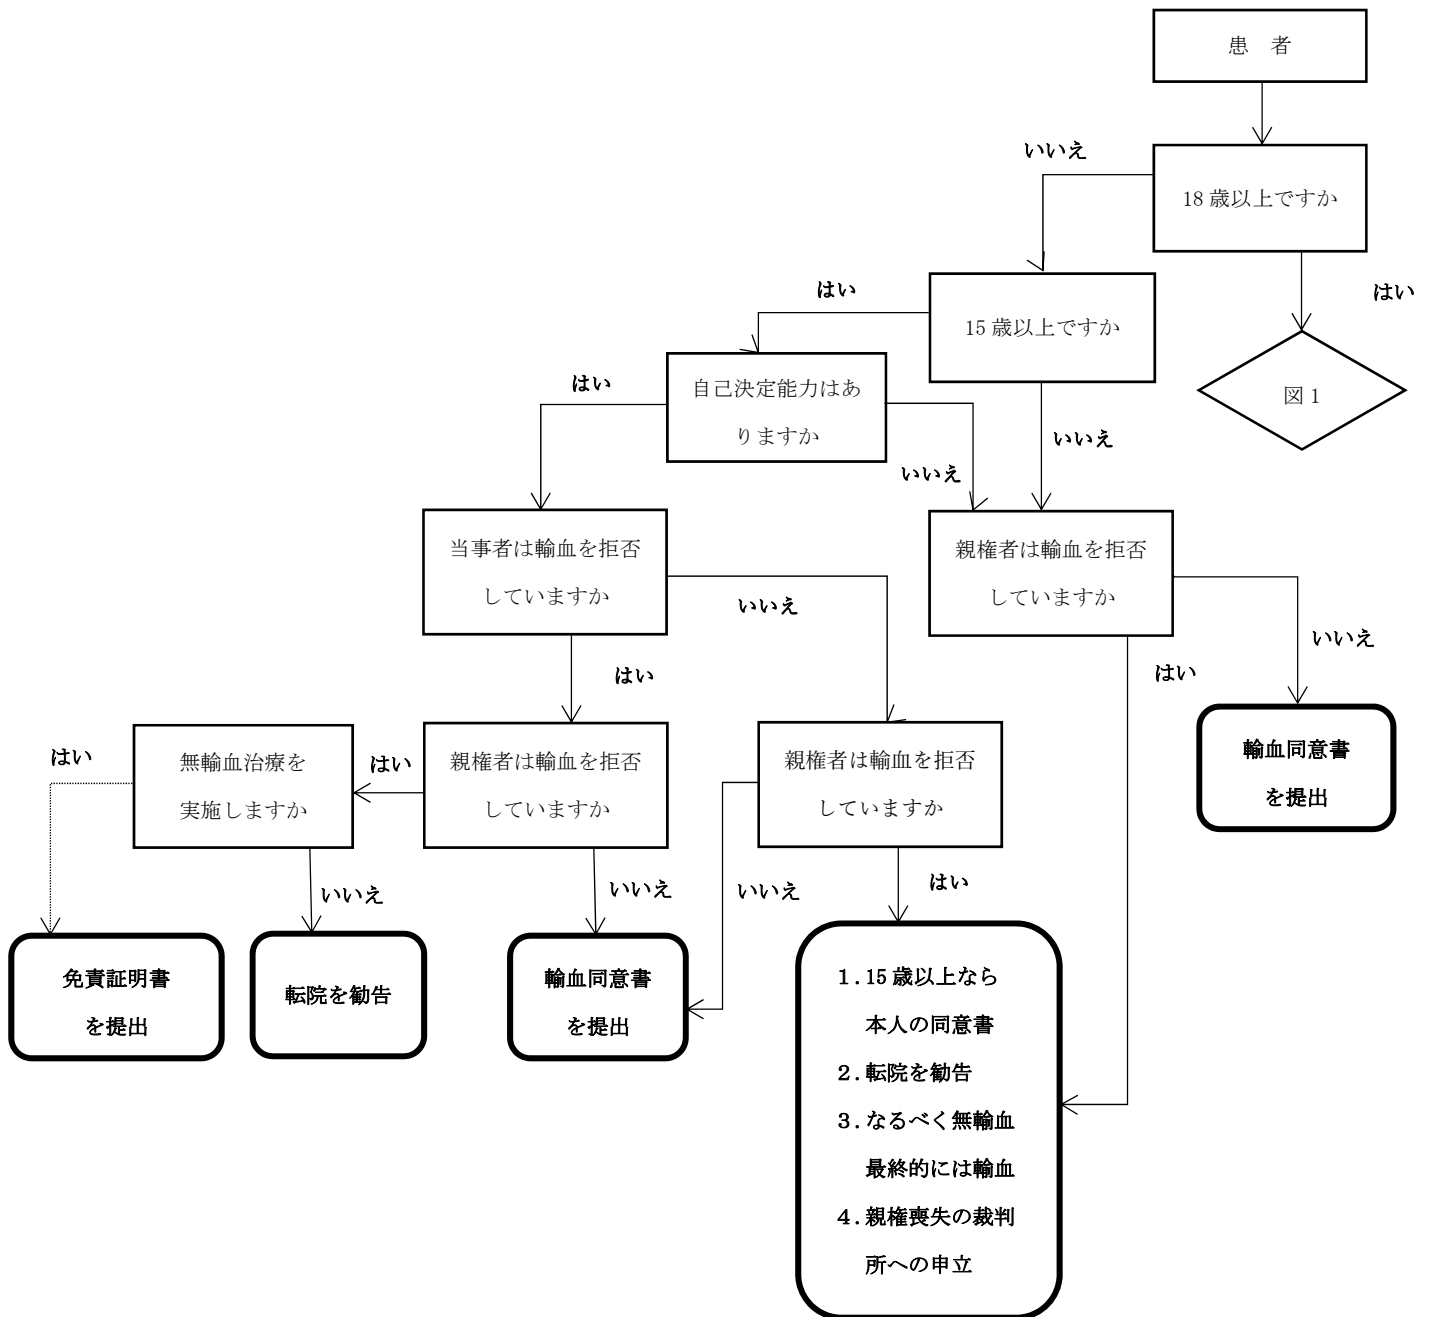 患　者
いいえ
18 歳以上ですか
はい
はい
15 歳以上ですか
図 1
はい
自己決定能力はあ
りますか
いいえ
いいえ
当事者は輸血を拒否
していますか
いいえ
親権者は輸血を拒否
していますか
いいえ
はい
はい
輸血同意書
を提出
はい
無輸血治療を
実施しますか
はい
親権者は輸血を拒否
していますか
親権者は輸血を拒否
していますか
いいえ
いいえ
いいえ
はい
免責証明書
を提出
転院を勧告
輸血同意書
を提出
１．15 歳以上なら
本人の同意書
２．転院を勧告
３．なるべく無輸血
最終的には輸血
４．親権喪失の裁判
所への申立